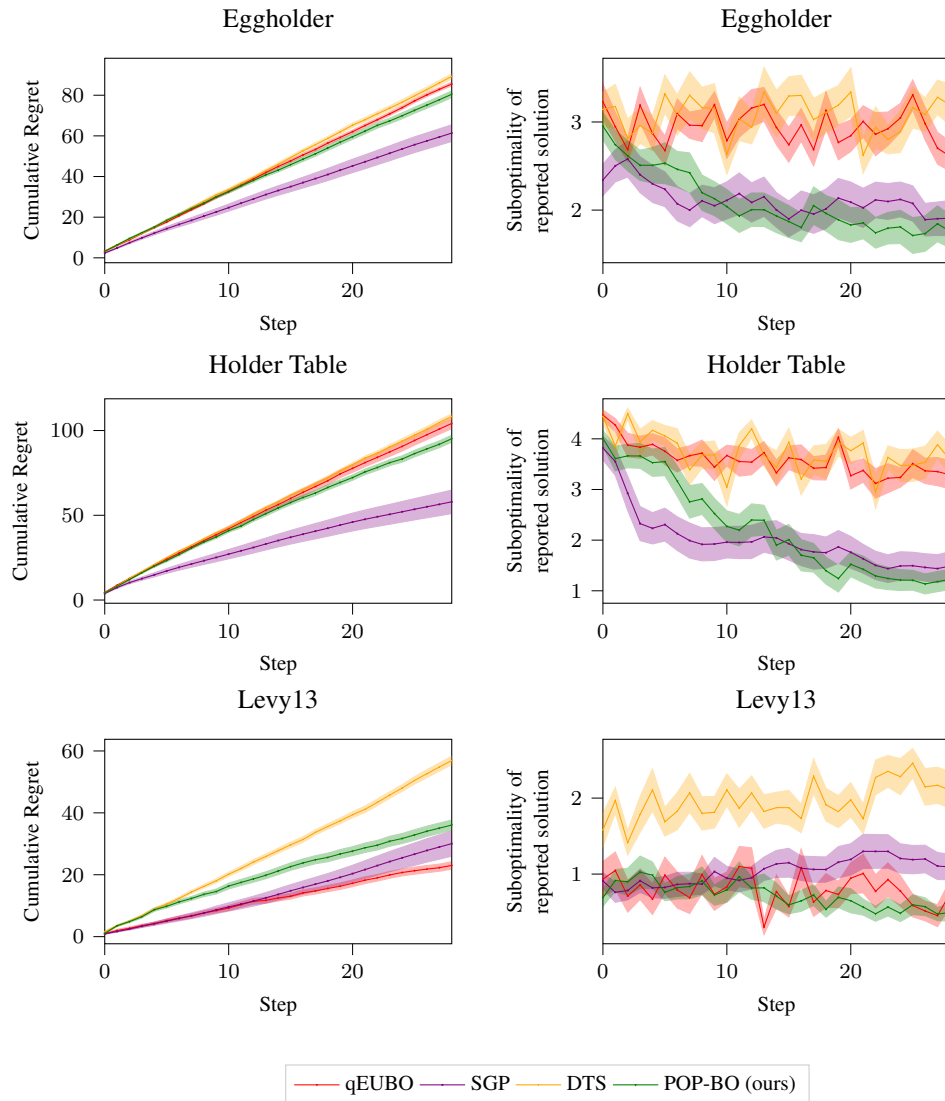 Eggholder
Cumulative Regret
80
60
40
20
0
0 10 20
Step
Eggholder
Suboptimality of
reported solution
3
2
0 10 20
Step
Holder Table
Cumulative Regret
100
50
0
0 10 20
Step
Holder Table
Suboptimality of
reported solution
4
3
2
1
0 10 20
Step
Levy13
Cumulative Regret
60
40
20
0
0 10 20
Step
Levy13
Suboptimality of
reported solution
2
1
0 10 20
Step
qEUBO SGP DTS POP-BO (ours)